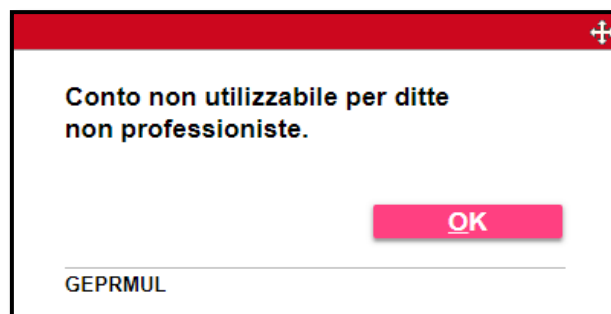 Conto non utilizzabile per ditte
non professioniste.
OK
GEPRMUL